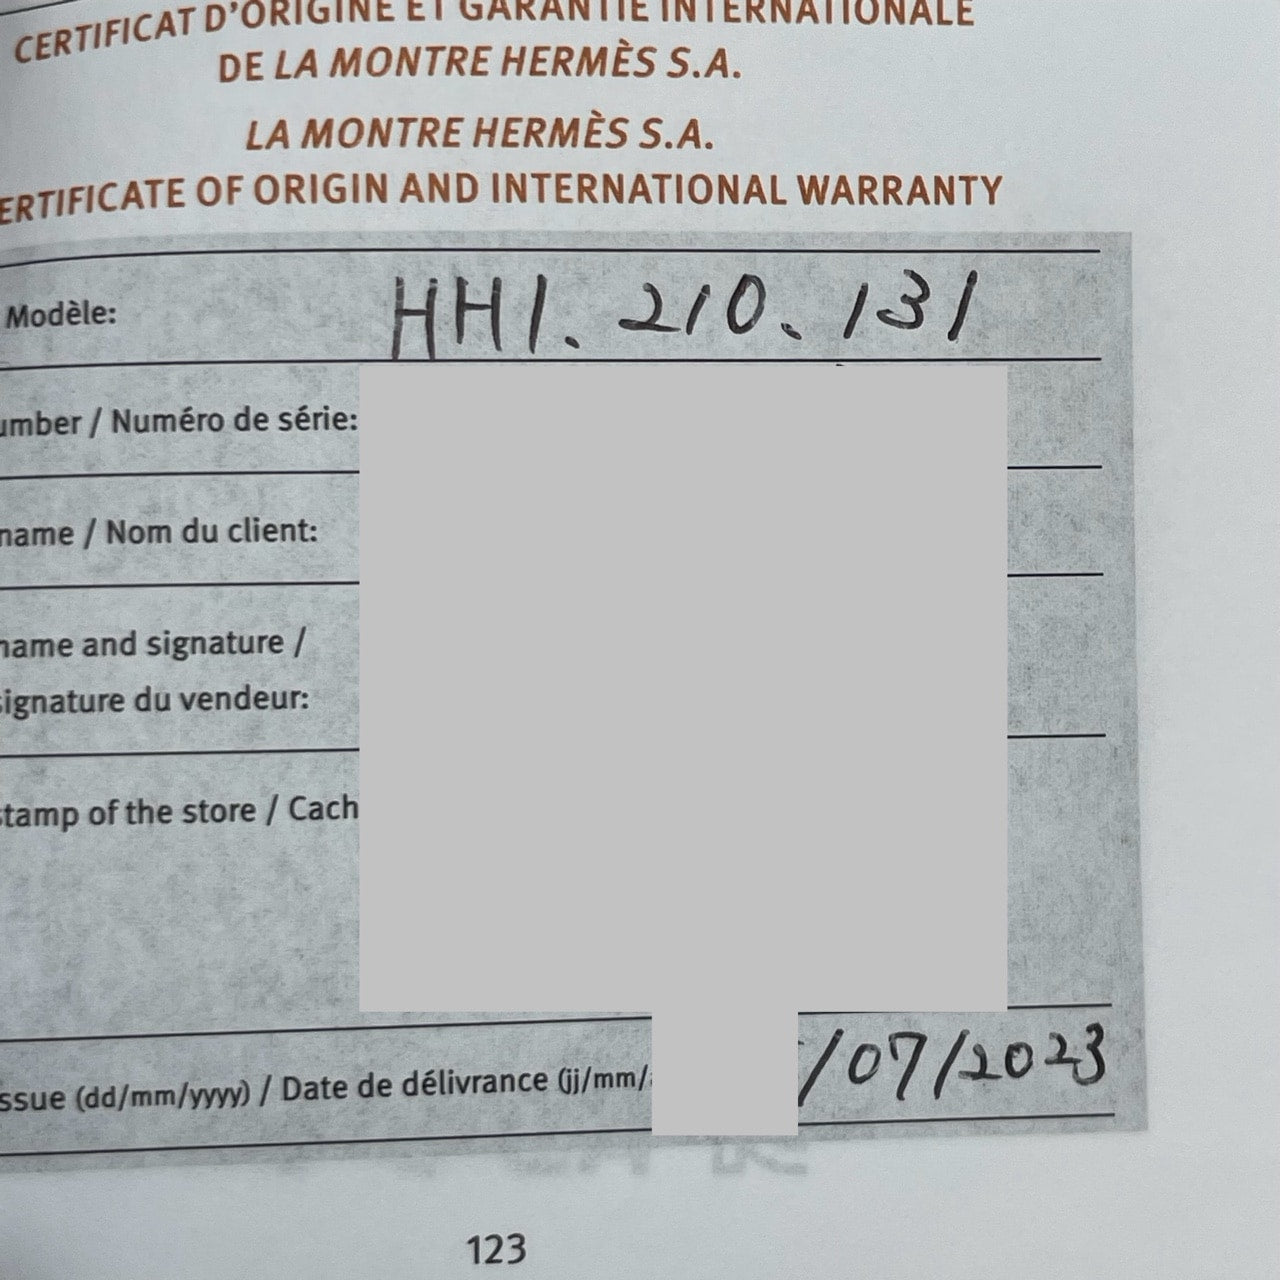 CERTIFICAT D'ORIGINE ET GARANTIE INTERNATIONALE
DE LA MONTRE HERMÈS S.A.
LA MONTRE HERMÈS S.A.
ERTIFICATE OF ORIGIN AND INTERNATIONAL WARRANTY
Modèle: HH1.210.131
umber / Numéro de série:
name / Nom du client:
name and signature /
signature du vendeur:
stamp of the store / Cach
ssue (dd/mm/yyyy) / Date de délivrance (jj/mm/ /07/2023
123